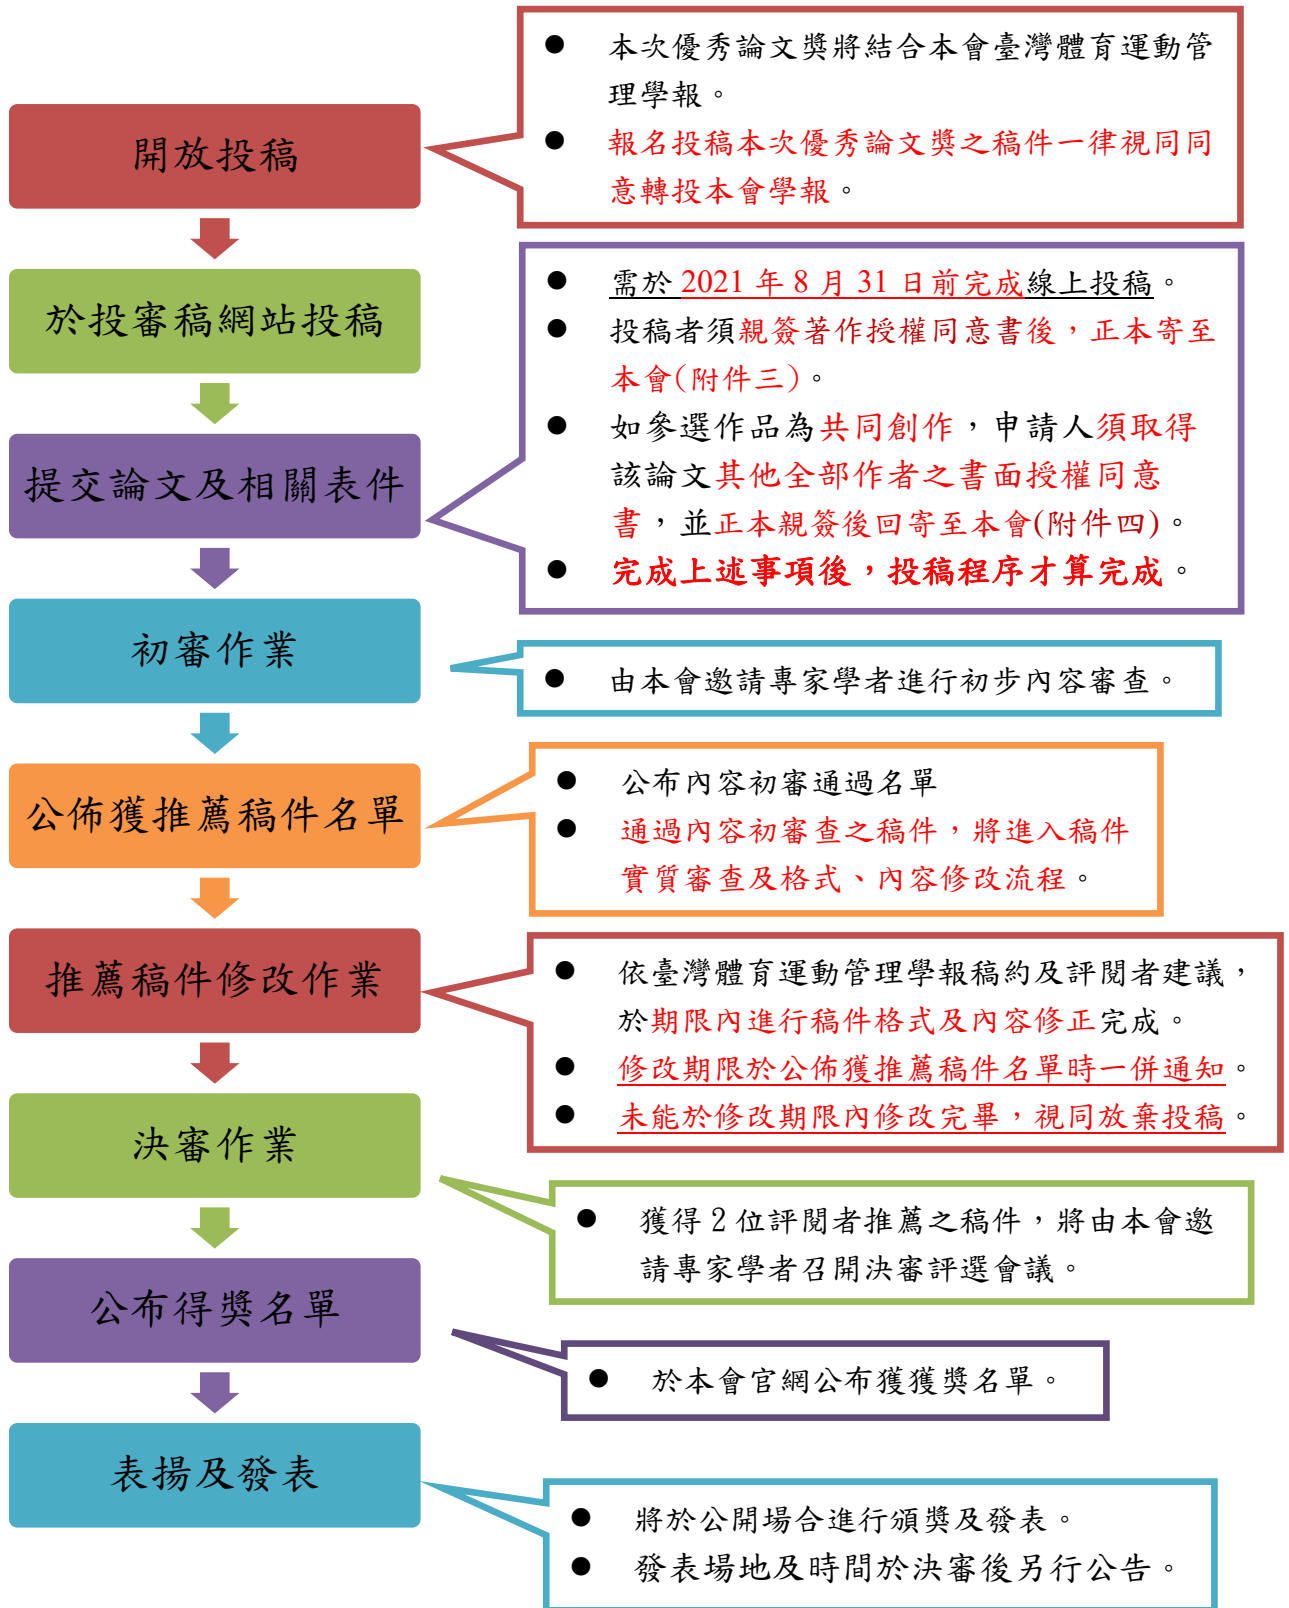 開放投稿
● 本次優秀論文獎將結合本會臺灣體育運動管
理學報。
● 報名投稿本次優秀論文獎之稿件一律視同同
意轉投本會學報。
於投審稿網站投稿
提交論文及相關表件
● 需於 2021 年 8 月 31 日前完成線上投稿。
● 投稿者須親簽著作授權同意書後，正本寄至
本會(附件三)。
● 如參選作品為共同創作，申請人須取得
該論文其他全部作者之書面授權同意
書，並正本親簽後回寄至本會(附件四)。
● 完成上述事項後，投稿程序才算完成。
初審作業
● 由本會邀請專家學者進行初步內容審查。
公佈獲推薦稿件名單
● 公布內容初審通過名單
● 通過內容初審查之稿件，將進入稿件
實質審查及格式、內容修改流程。
推薦稿件修改作業
● 依臺灣體育運動管理學報稿約及評閱者建議，
於期限內進行稿件格式及內容修正完成。
● 修改期限於公佈獲推薦稿件名單時一併通知。
● 未能於修改期限內修改完畢，視同放棄投稿。
決審作業
● 獲得 2 位評閱者推薦之稿件，將由本會邀
請專家學者召開決審評選會議。
公布得獎名單
● 於本會官網公布獲獲獎名單。
表揚及發表
● 將於公開場合進行頒獎及發表。
● 發表場地及時間於決審後另行公告。